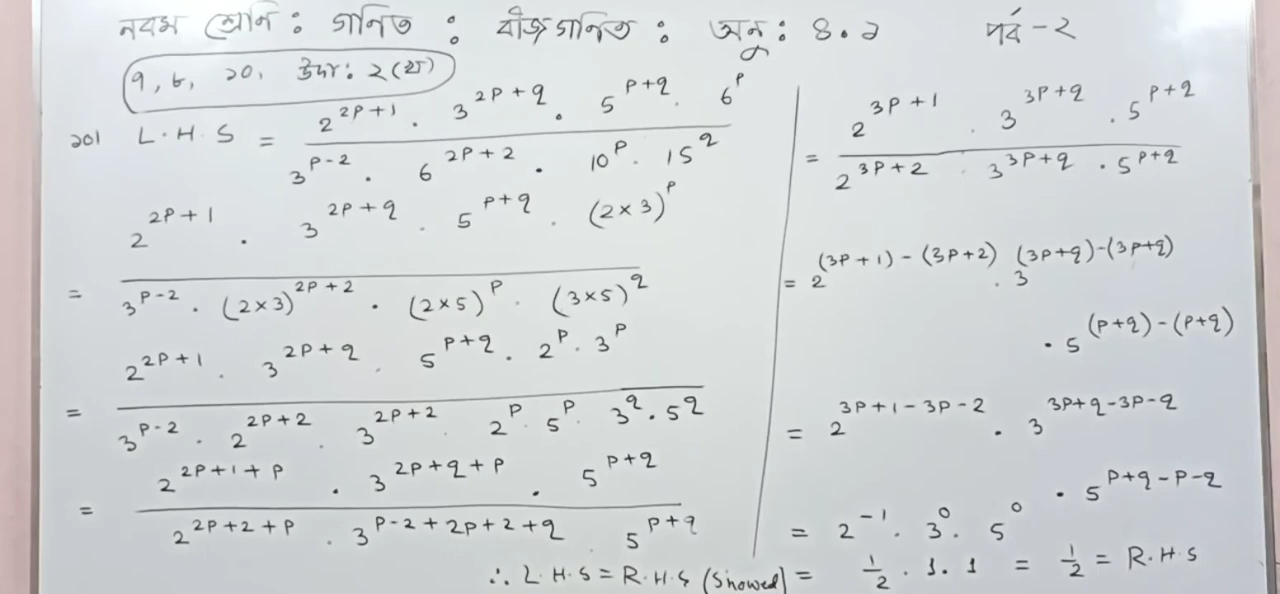 নবম শ্রেনি : গনিত : বীজগনিত : অনু : ৪.১ পর্ব - ২
৭, ৮, ১০, উদা: ২(খ)
১০। L.H.S = 2^(2P+1) . 3^(2P+q) . 5^(P+q) . 6^P / 3^(P-2) . 6^(2P+2) . 10^P . 15^q
= 2^(2P+1) . 3^(2P+q) . 5^(P+q) . (2×3)^P / 3^(P-2) . (2×3)^(2P+2) . (2×5)^P . (3×5)^q
= 2^(2P+1) . 3^(2P+q) . 5^(P+q) . 2^P . 3^P / 3^(P-2) . 2^(2P+2) . 3^(2P+2) . 2^P . 5^P . 3^q . 5^q
= 2^(2P+1+P) . 3^(2P+q+P) . 5^(P+q) / 2^(2P+2+P) . 3^(P-2+2P+2+q) . 5^(P+q)
= 2^(3P+1) . 3^(3P+q) . 5^(P+q) / 2^(3P+2) . 3^(3P+q) . 5^(P+q)
= 2^((3P+1)-(3P+2)) . 3^((3P+q)-(3P+q))
. 5^((P+q)-(P+q))
= 2^(3P+1-3P-2) . 3^(3P+q-3P-q)
. 5^(P+q-P-q)
= 2^(-1) . 3^0 . 5^0
= 1/2 . 1 . 1 = 1/2 = R.H.S
∴ L.H.S = R.H.S (Showed)